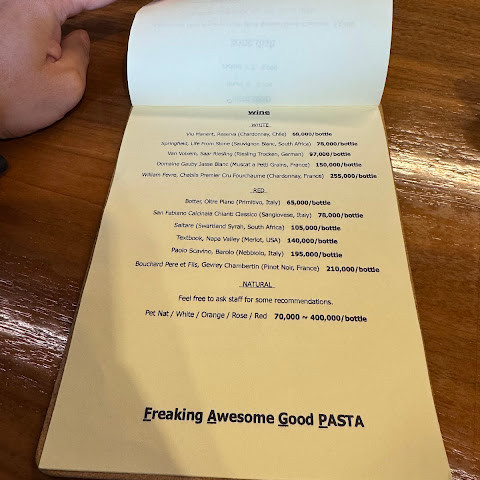 wine
WHITE
Viu Manent, Reserva (Chardonnay, Chile) 68,000/bottle
Springfield, Life From Stone (Sauvignon Blanc, South Africa) 78,000/bottle
Van Volxem, Saar Riesling (Riesling Trocken, German) 97,000/bottle
Domaine Gauby Jasse Blanc (Muscat a Petit Grains, France) 150,000/bottle
William Fevre, Chablis Premier Cru Fourchaume (Chardonnay, France) 255,000/bottle
RED
Botter, Oltre Piano (Primitivo, Italy) 65,000/bottle
San Fabiano Calcinaia Chianti Classico (Sangiovese, Italy) 78,000/bottle
Saltare (Swartland Syrah, South Africa) 105,000/bottle
Textbook, Napa Valley (Merlot, USA) 140,000/bottle
Paolo Scavino, Barolo (Nebbiolo, Italy) 195,000/bottle
Bouchard Pere et Fils, Gevrey Chambertin (Pinot Noir, France) 210,000/bottle
NATURAL
Feel free to ask staff for some recommendations.
Pet Nat / White / Orange / Rose / Red 70,000 ~ 400,000/bottle
Freaking Awesome Good PASTA